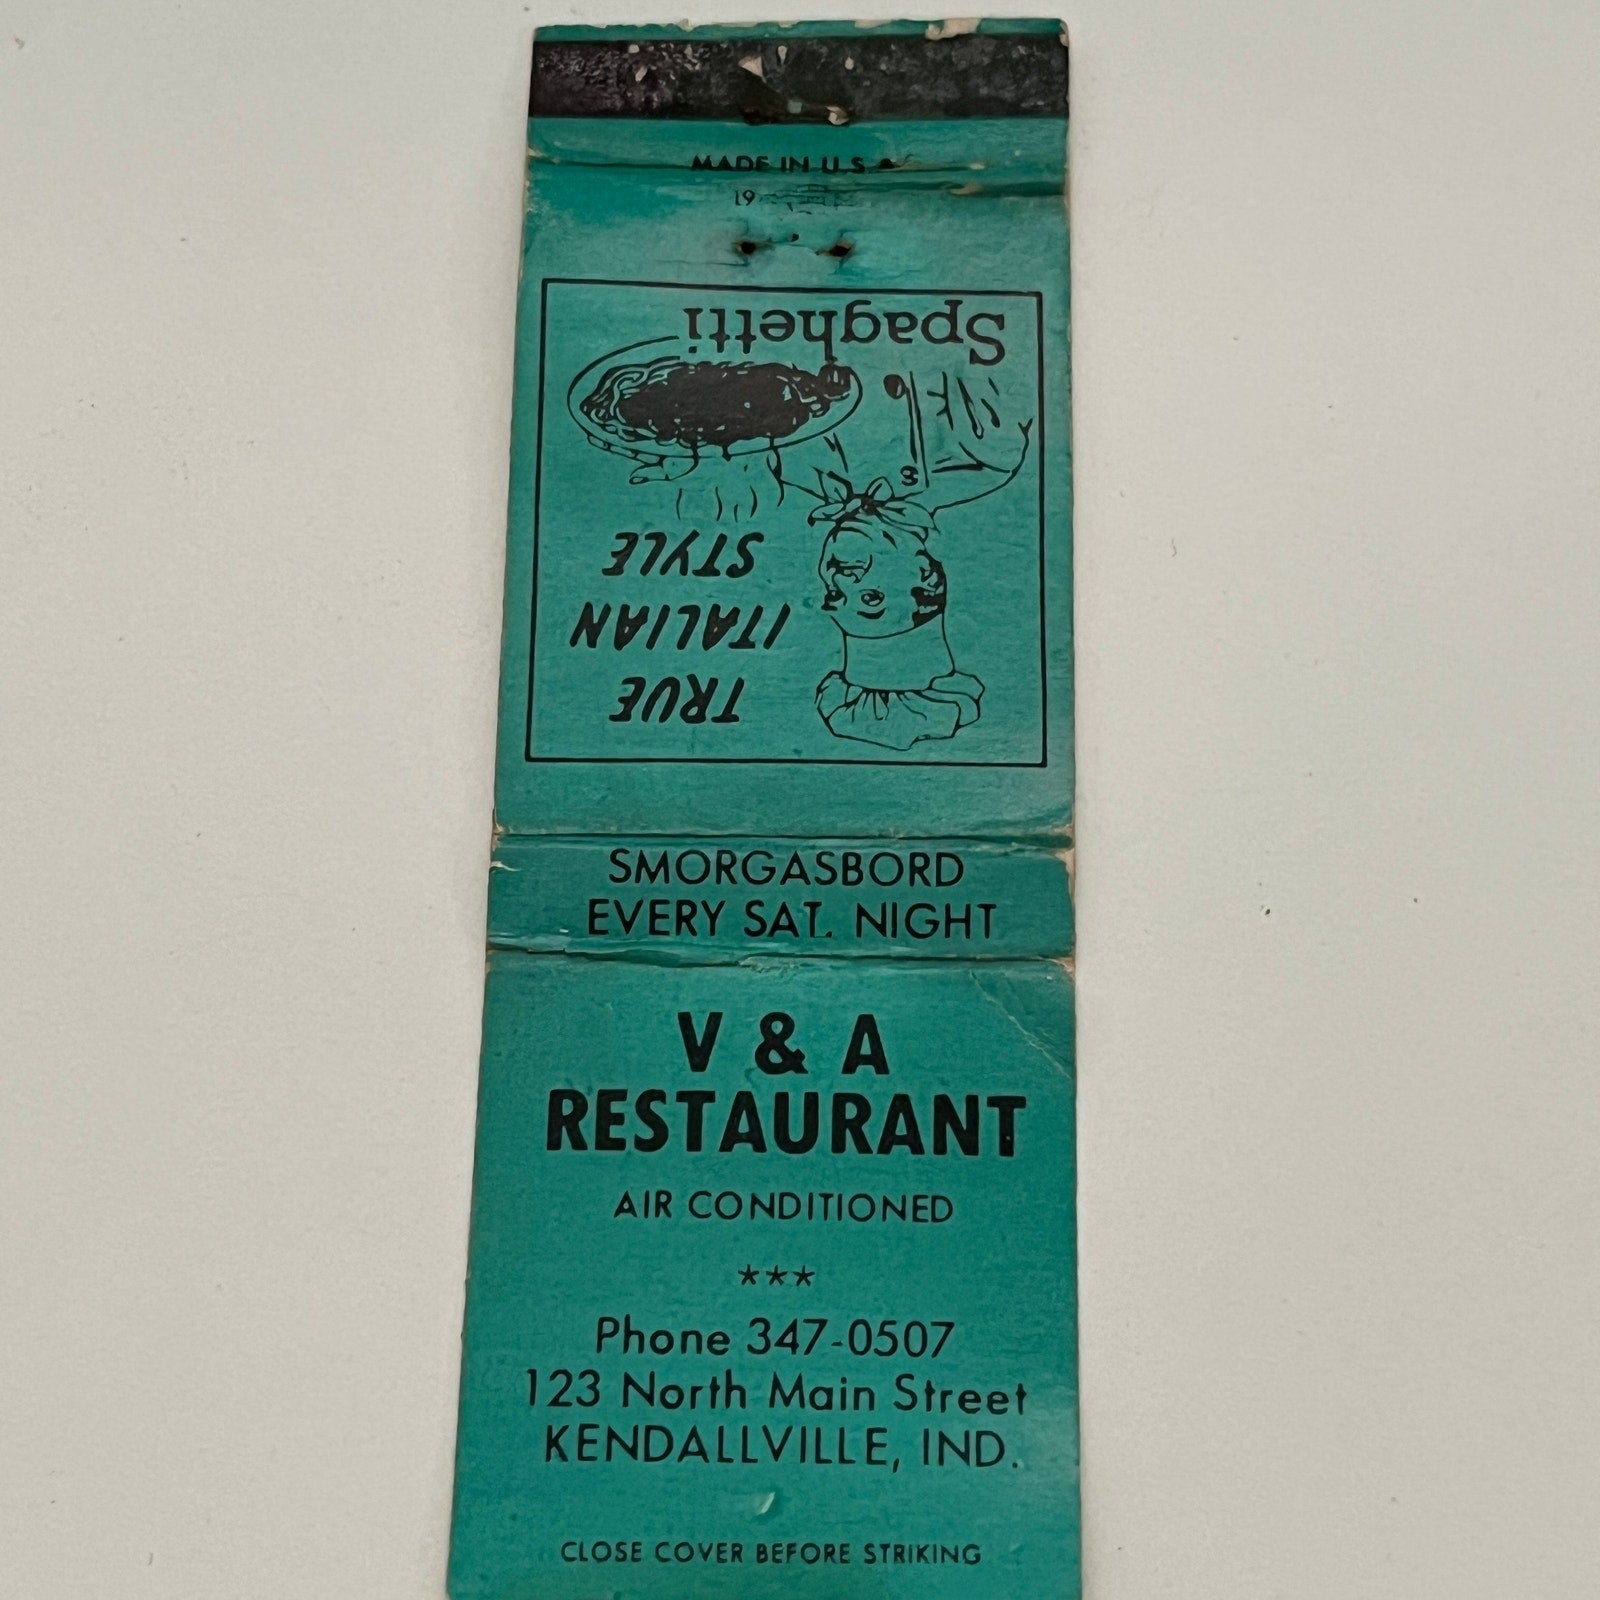 MADE IN U.S.A.
Spaghetti
TRUE
ITALIAN
STYLE
SMORGASBORD
EVERY SAT. NIGHT
V & A
RESTAURANT
AIR CONDITIONED
***
Phone 347-0507
123 North Main Street
KENDALLVILLE, IND.
CLOSE COVER BEFORE STRIKING